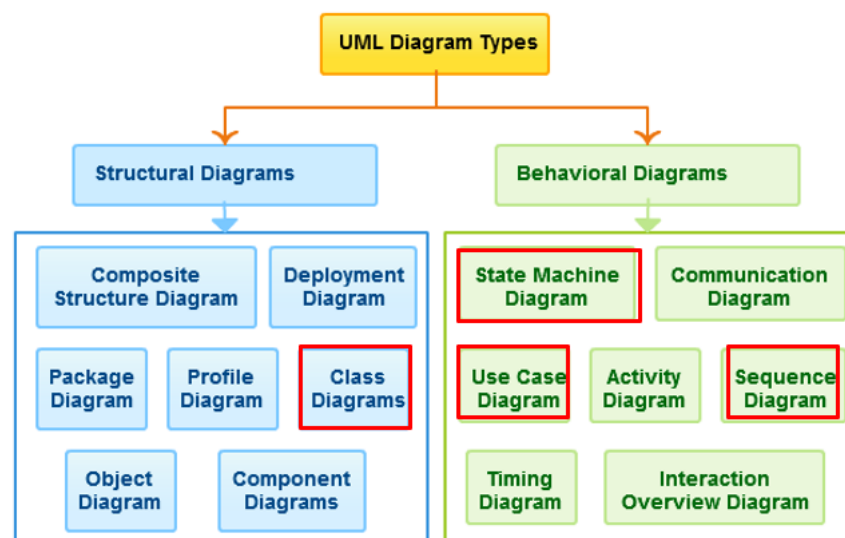 UML Diagram Types
Structural Diagrams
Behavioral Diagrams
Composite
Structure Diagram
Deployment
Diagram
Package
Diagram
Profile
Diagram
Class
Diagrams
Object
Diagram
Component
Diagrams
State Machine
Diagram
Communication
Diagram
Use Case
Diagram
Activity
Diagram
Sequence
Diagram
Timing
Diagram
Interaction
Overview Diagram